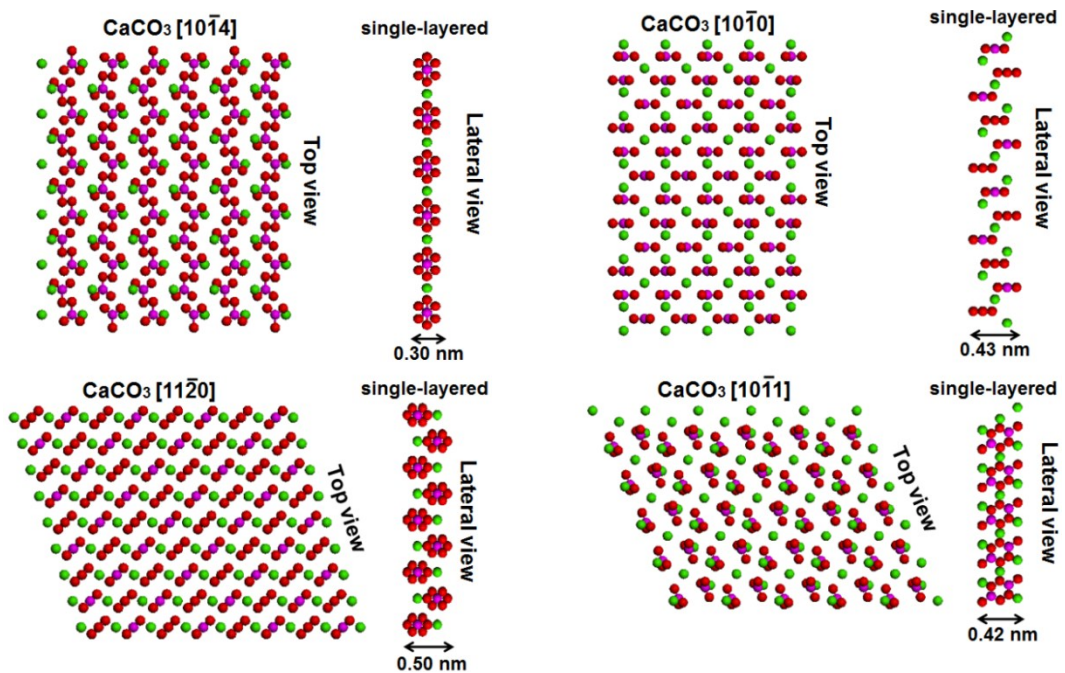 CaCO₃ [101̄4]
single-layered
Top view
Lateral view
0.30 nm
CaCO₃ [101̄0]
single-layered
Top view
Lateral view
0.43 nm
CaCO₃ [112̄0]
single-layered
Top view
Lateral view
0.50 nm
CaCO₃ [101̄1]
single-layered
Top view
Lateral view
0.42 nm